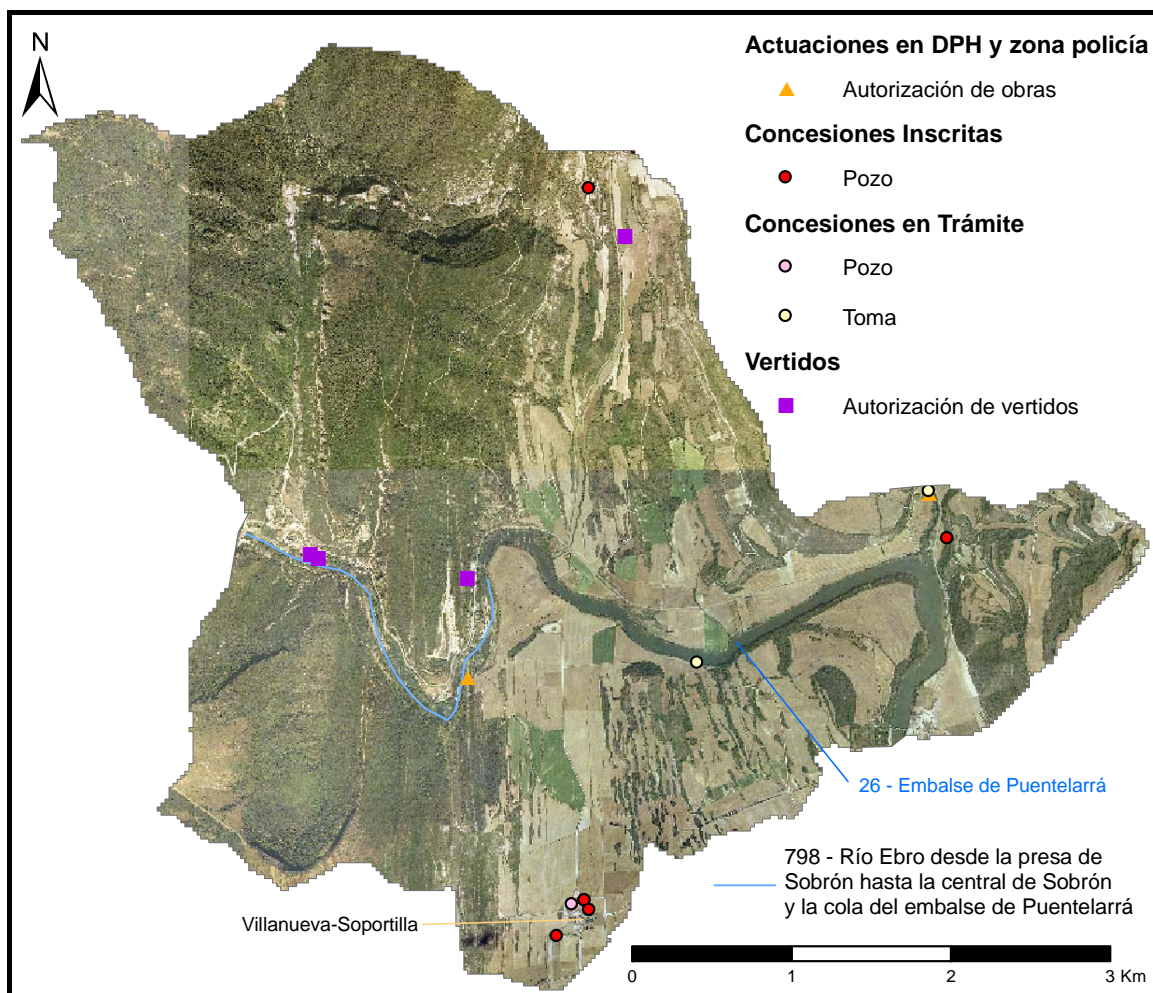 N
Actuaciones en DPH y zona policía
Autorización de obras
Concesiones Inscritas
Pozo
Concesiones en Trámite
Pozo
Toma
Vertidos
Autorización de vertidos
26 - Embalse de Puentelarrá
798 - Río Ebro desde la presa de
Sobrón hasta la central de Sobrón
y la cola del embalse de Puentelarrá
Villanueva-Soportilla
0 1 2 3 Km